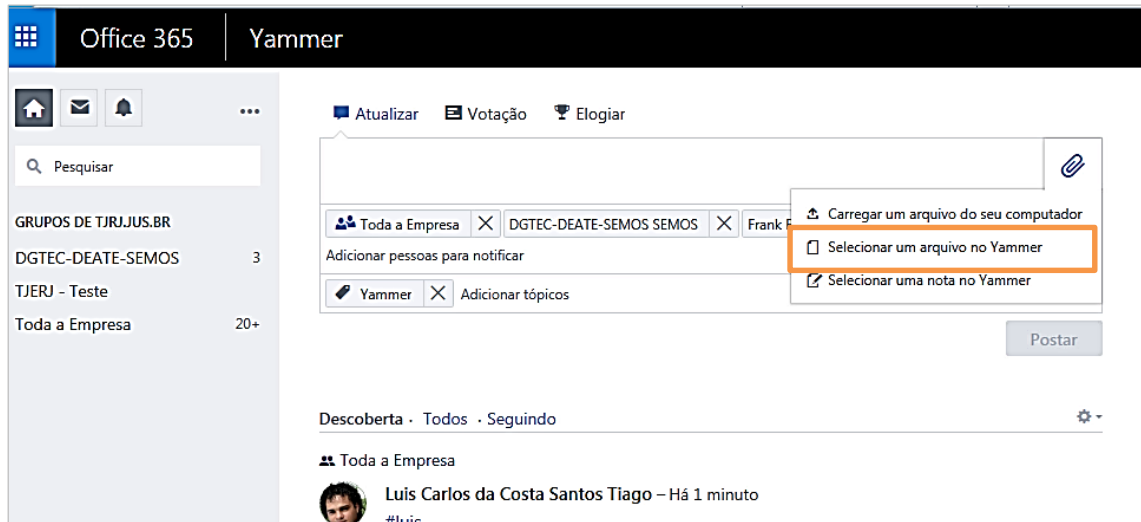 Office 365 Yammer
Atualizar Votação Elogiar
Pesquisar
Carregar um arquivo do seu computador
GRUPOS DE TJRJ.JUS.BR
Toda a Empresa DGTEC-DEATE-SEMOS SEMOS Frank
Selecionar um arquivo no Yammer
DGTEC-DEATE-SEMOS 3
Adicionar pessoas para notificar
Selecionar uma nota no Yammer
TJERJ - Teste
Yammer Adicionar tópicos
Toda a Empresa 20+
Postar
Descoberta · Todos · Seguindo
Toda a Empresa
Luis Carlos da Costa Santos Tiago – Há 1 minuto
#luis